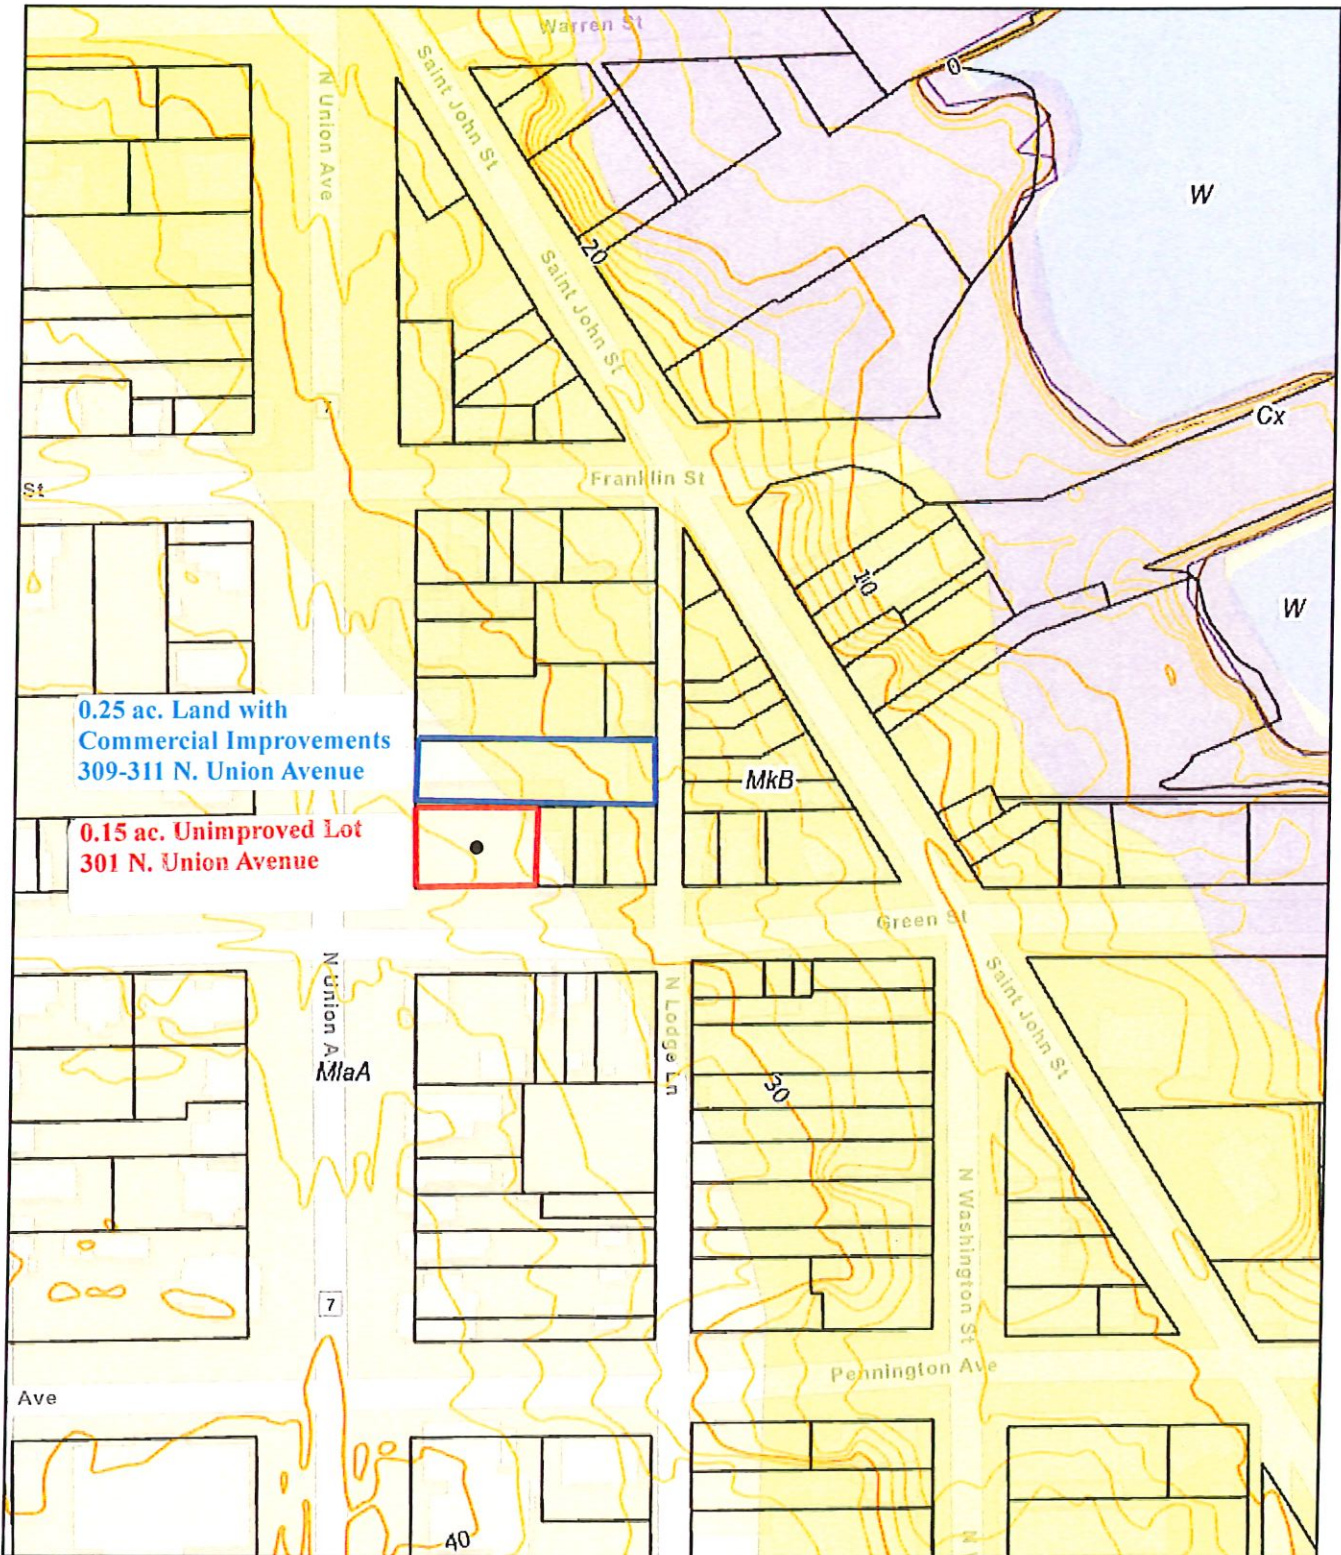 Warren St
Saint John St
N Union Ave
0
W
20
Saint John St
7
Cx
St
Franklin St
10
W
0.25 ac. Land with
Commercial Improvements
309-311 N. Union Avenue
MkB
0.15 ac. Unimproved Lot
301 N. Union Avenue
Green St
N Union A
N Lodge Ln
Saint John St
MlaA
30
N Washington St
7
Pennington Ave
Ave
40
N